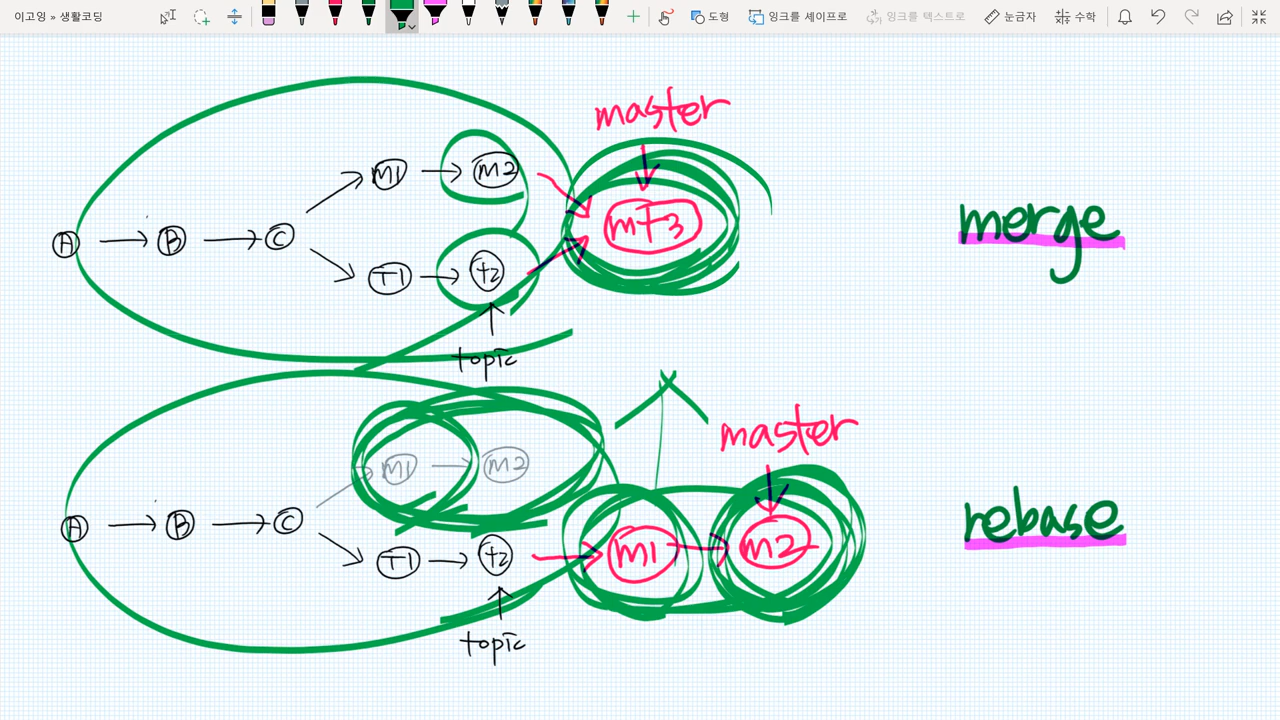 이고잉 » 생활코딩 도형 잉크를 셰이프로 잉크를 텍스트로 눈금자 수학
master
m1 m2
A B C mT3 merge
T1 t2
topic
master
m1 m2
A B C m1 m2 rebase
T1 t2
topic